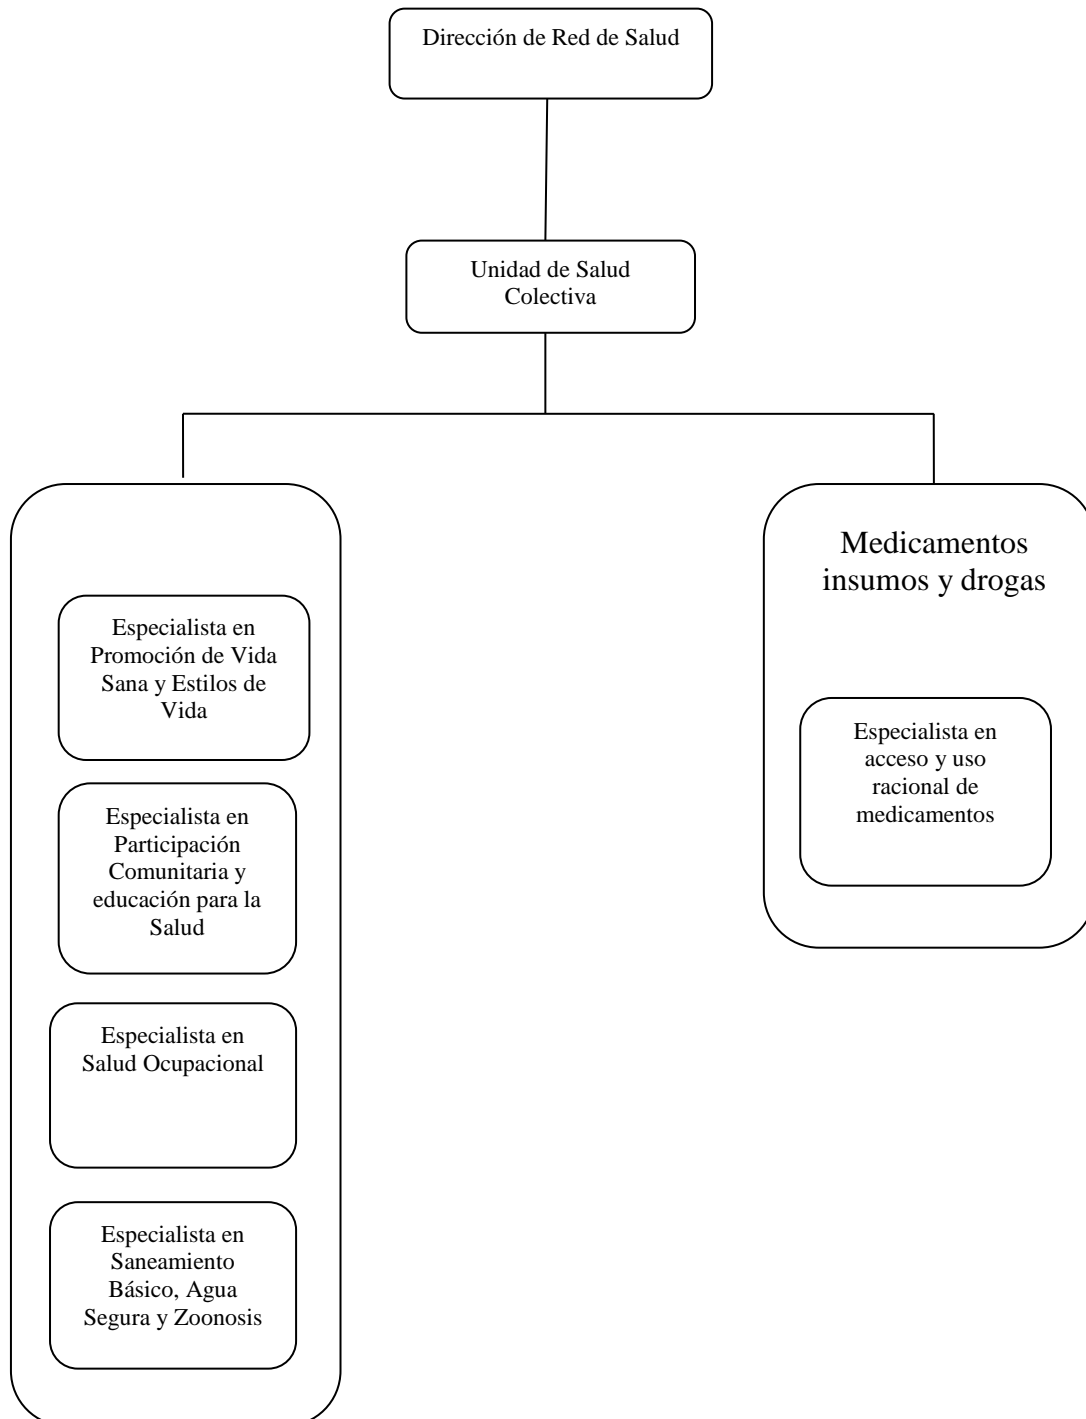 Dirección de Red de Salud
Unidad de Salud
Colectiva
Especialista en
Promoción de Vida
Sana y Estilos de
Vida
Especialista en
Participación
Comunitaria y
educación para la
Salud
Especialista en
Salud Ocupacional
Especialista en
Saneamiento
Básico, Agua
Segura y Zoonosis
Medicamentos
insumos y drogas
Especialista en
acceso y uso
racional de
medicamentos